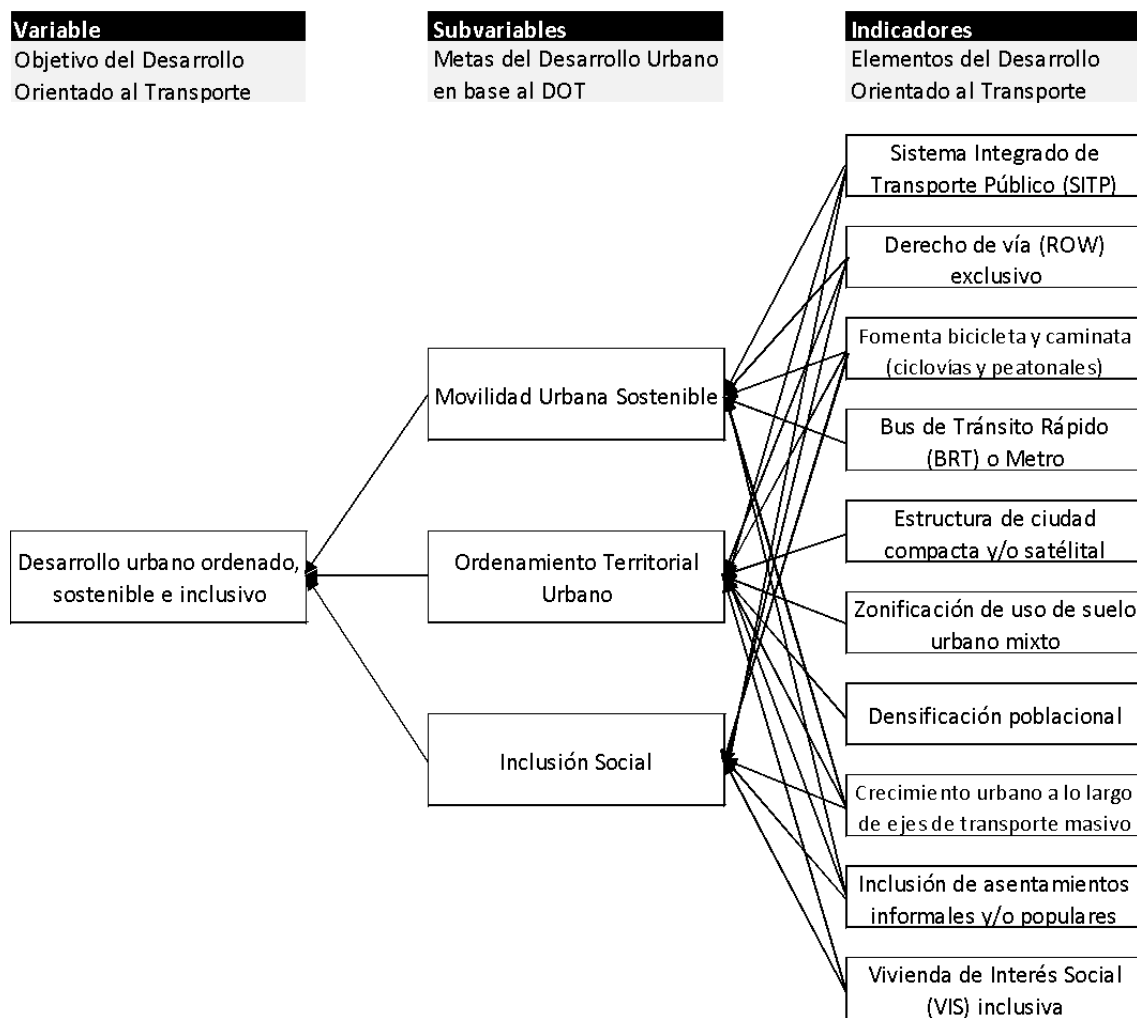 Variable
Objetivo del Desarrollo
Orientado al Transporte
Subvariables
Metas del Desarrollo Urbano
en base al DOT
Indicadores
Elementos del Desarrollo
Orientado al Transporte
Desarrollo urbano ordenado,
sostenible e inclusivo
Movilidad Urbana Sostenible
Ordenamiento Territorial
Urbano
Inclusión Social
Sistema Integrado de
Transporte Público (SITP)
Derecho de vía (ROW)
exclusivo
Fomenta bicicleta y caminata
(ciclovías y peatonales)
Bus de Tránsito Rápido
(BRT) o Metro
Estructura de ciudad
compacta y/o satélital
Zonificación de uso de suelo
urbano mixto
Densificación poblacional
Crecimiento urbano a lo largo
de ejes de transporte masivo
Inclusión de asentamientos
informales y/o populares
Vivienda de Interés Social
(VIS) inclusiva